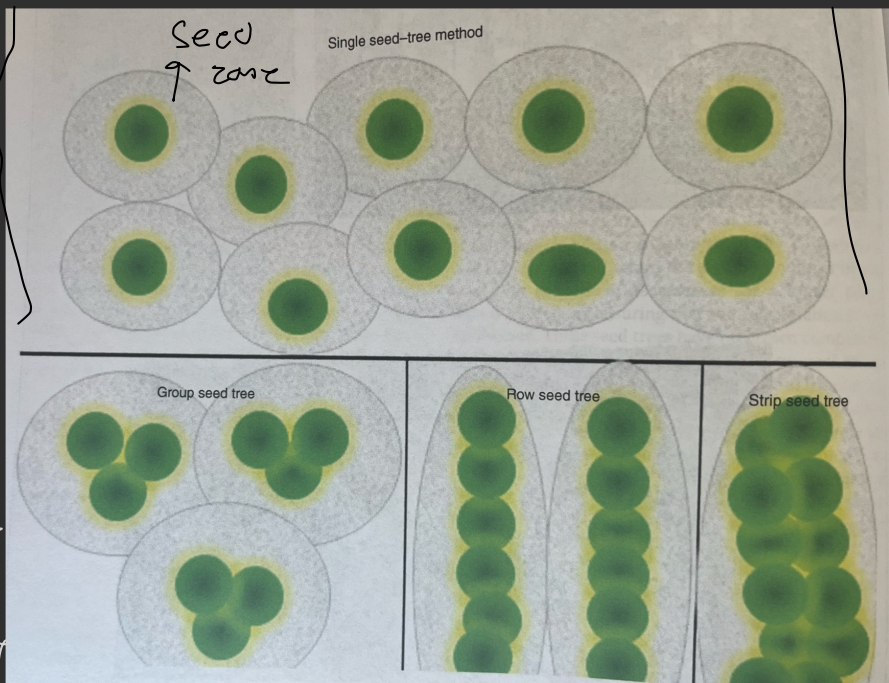 Single seed–tree method
Seed
zone
Group seed tree
Row seed tree
Strip seed tree